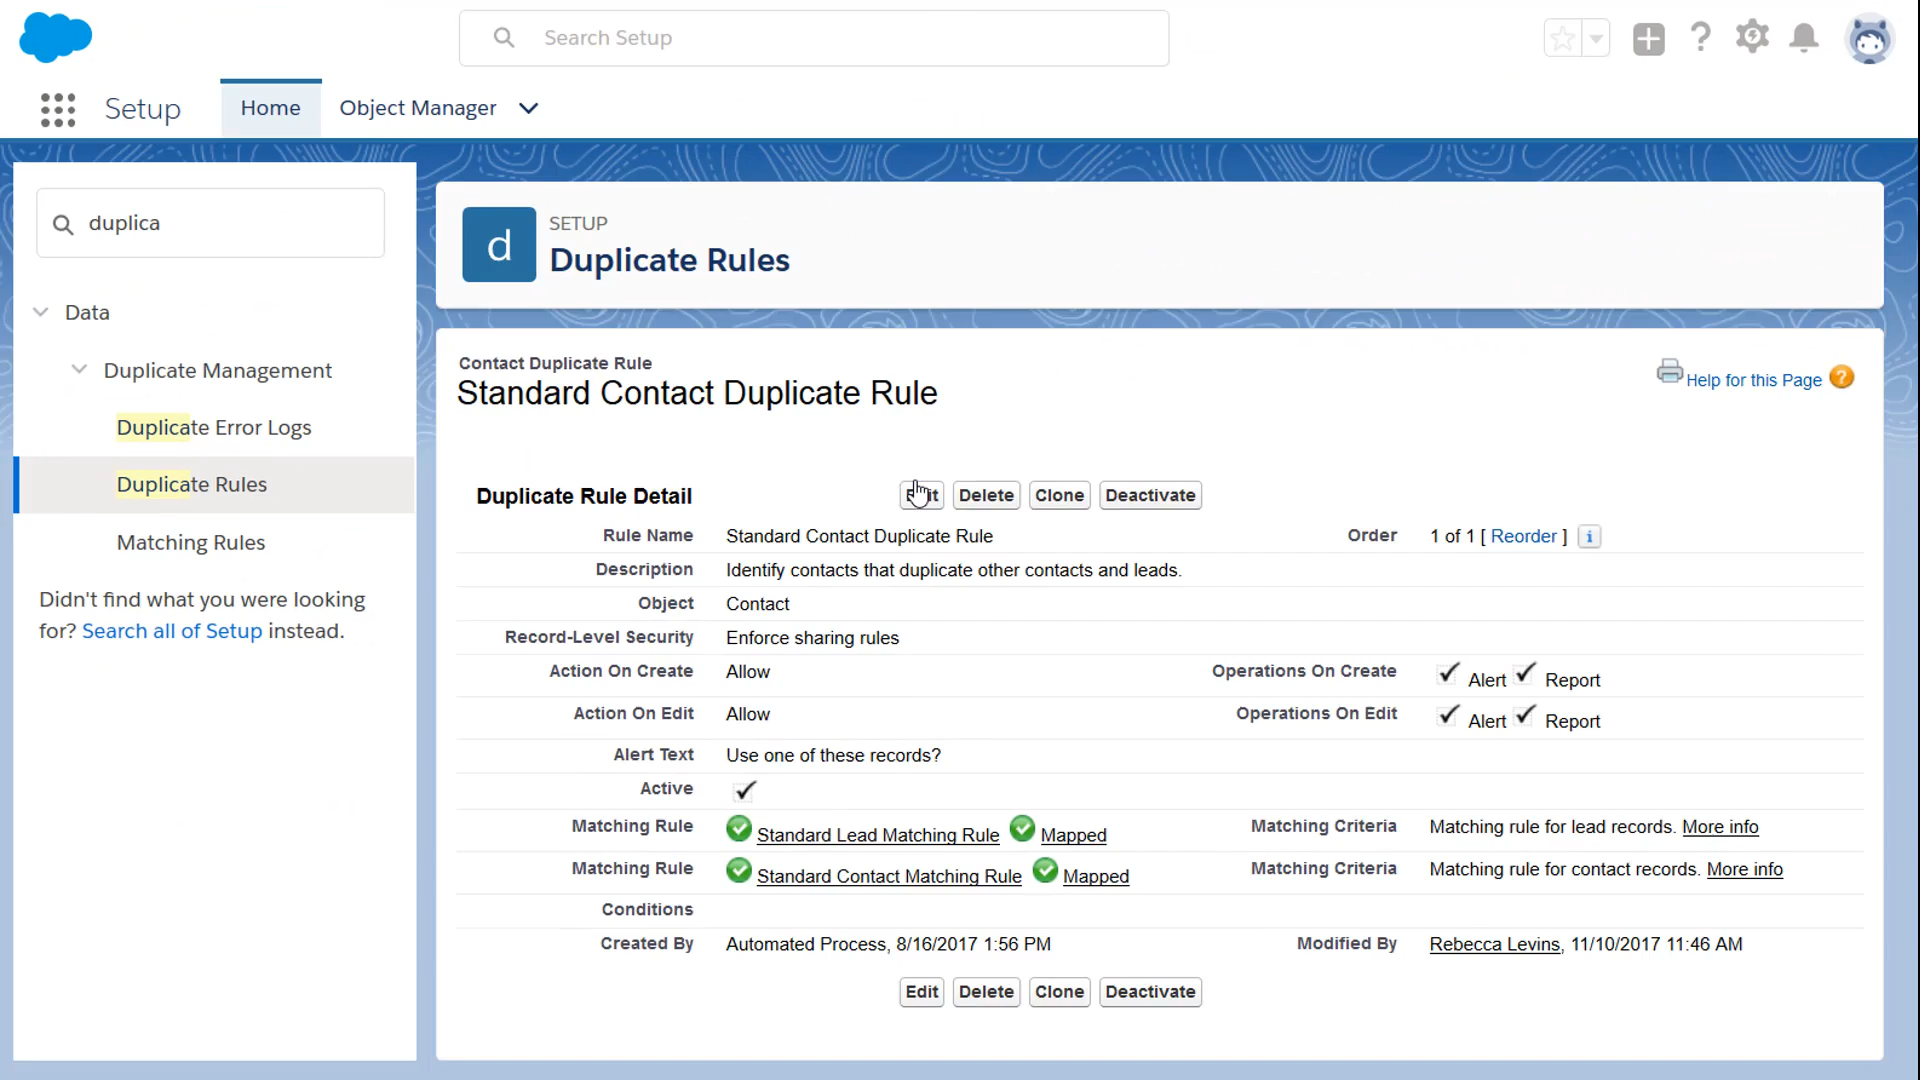 Search Setup
Setup
Home
Object Manager
duplica
Data
Duplicate Management
Duplicate Error Logs
Duplicate Rules
Matching Rules
Didn't find what you were looking
for? Search all of Setup instead.
d
SETUP
Duplicate Rules
Contact Duplicate Rule
Standard Contact Duplicate Rule
Help for this Page ?
Duplicate Rule Detail
Delete Clone Deactivate
Rule Name Standard Contact Duplicate Rule Order 1 of 1 [ Reorder ] i
Description Identify contacts that duplicate other contacts and leads.
Object Contact
Record-Level Security Enforce sharing rules
Action On Create Allow Operations On Create Alert Report
Action On Edit Allow Operations On Edit Alert Report
Alert Text Use one of these records?
Active
Matching Rule Standard Lead Matching Rule Mapped Matching Criteria Matching rule for lead records. More info
Matching Rule Standard Contact Matching Rule Mapped Matching Criteria Matching rule for contact records. More info
Conditions
Created By Automated Process, 8/16/2017 1:56 PM Modified By Rebecca Levins, 11/10/2017 11:46 AM
Edit Delete Clone Deactivate